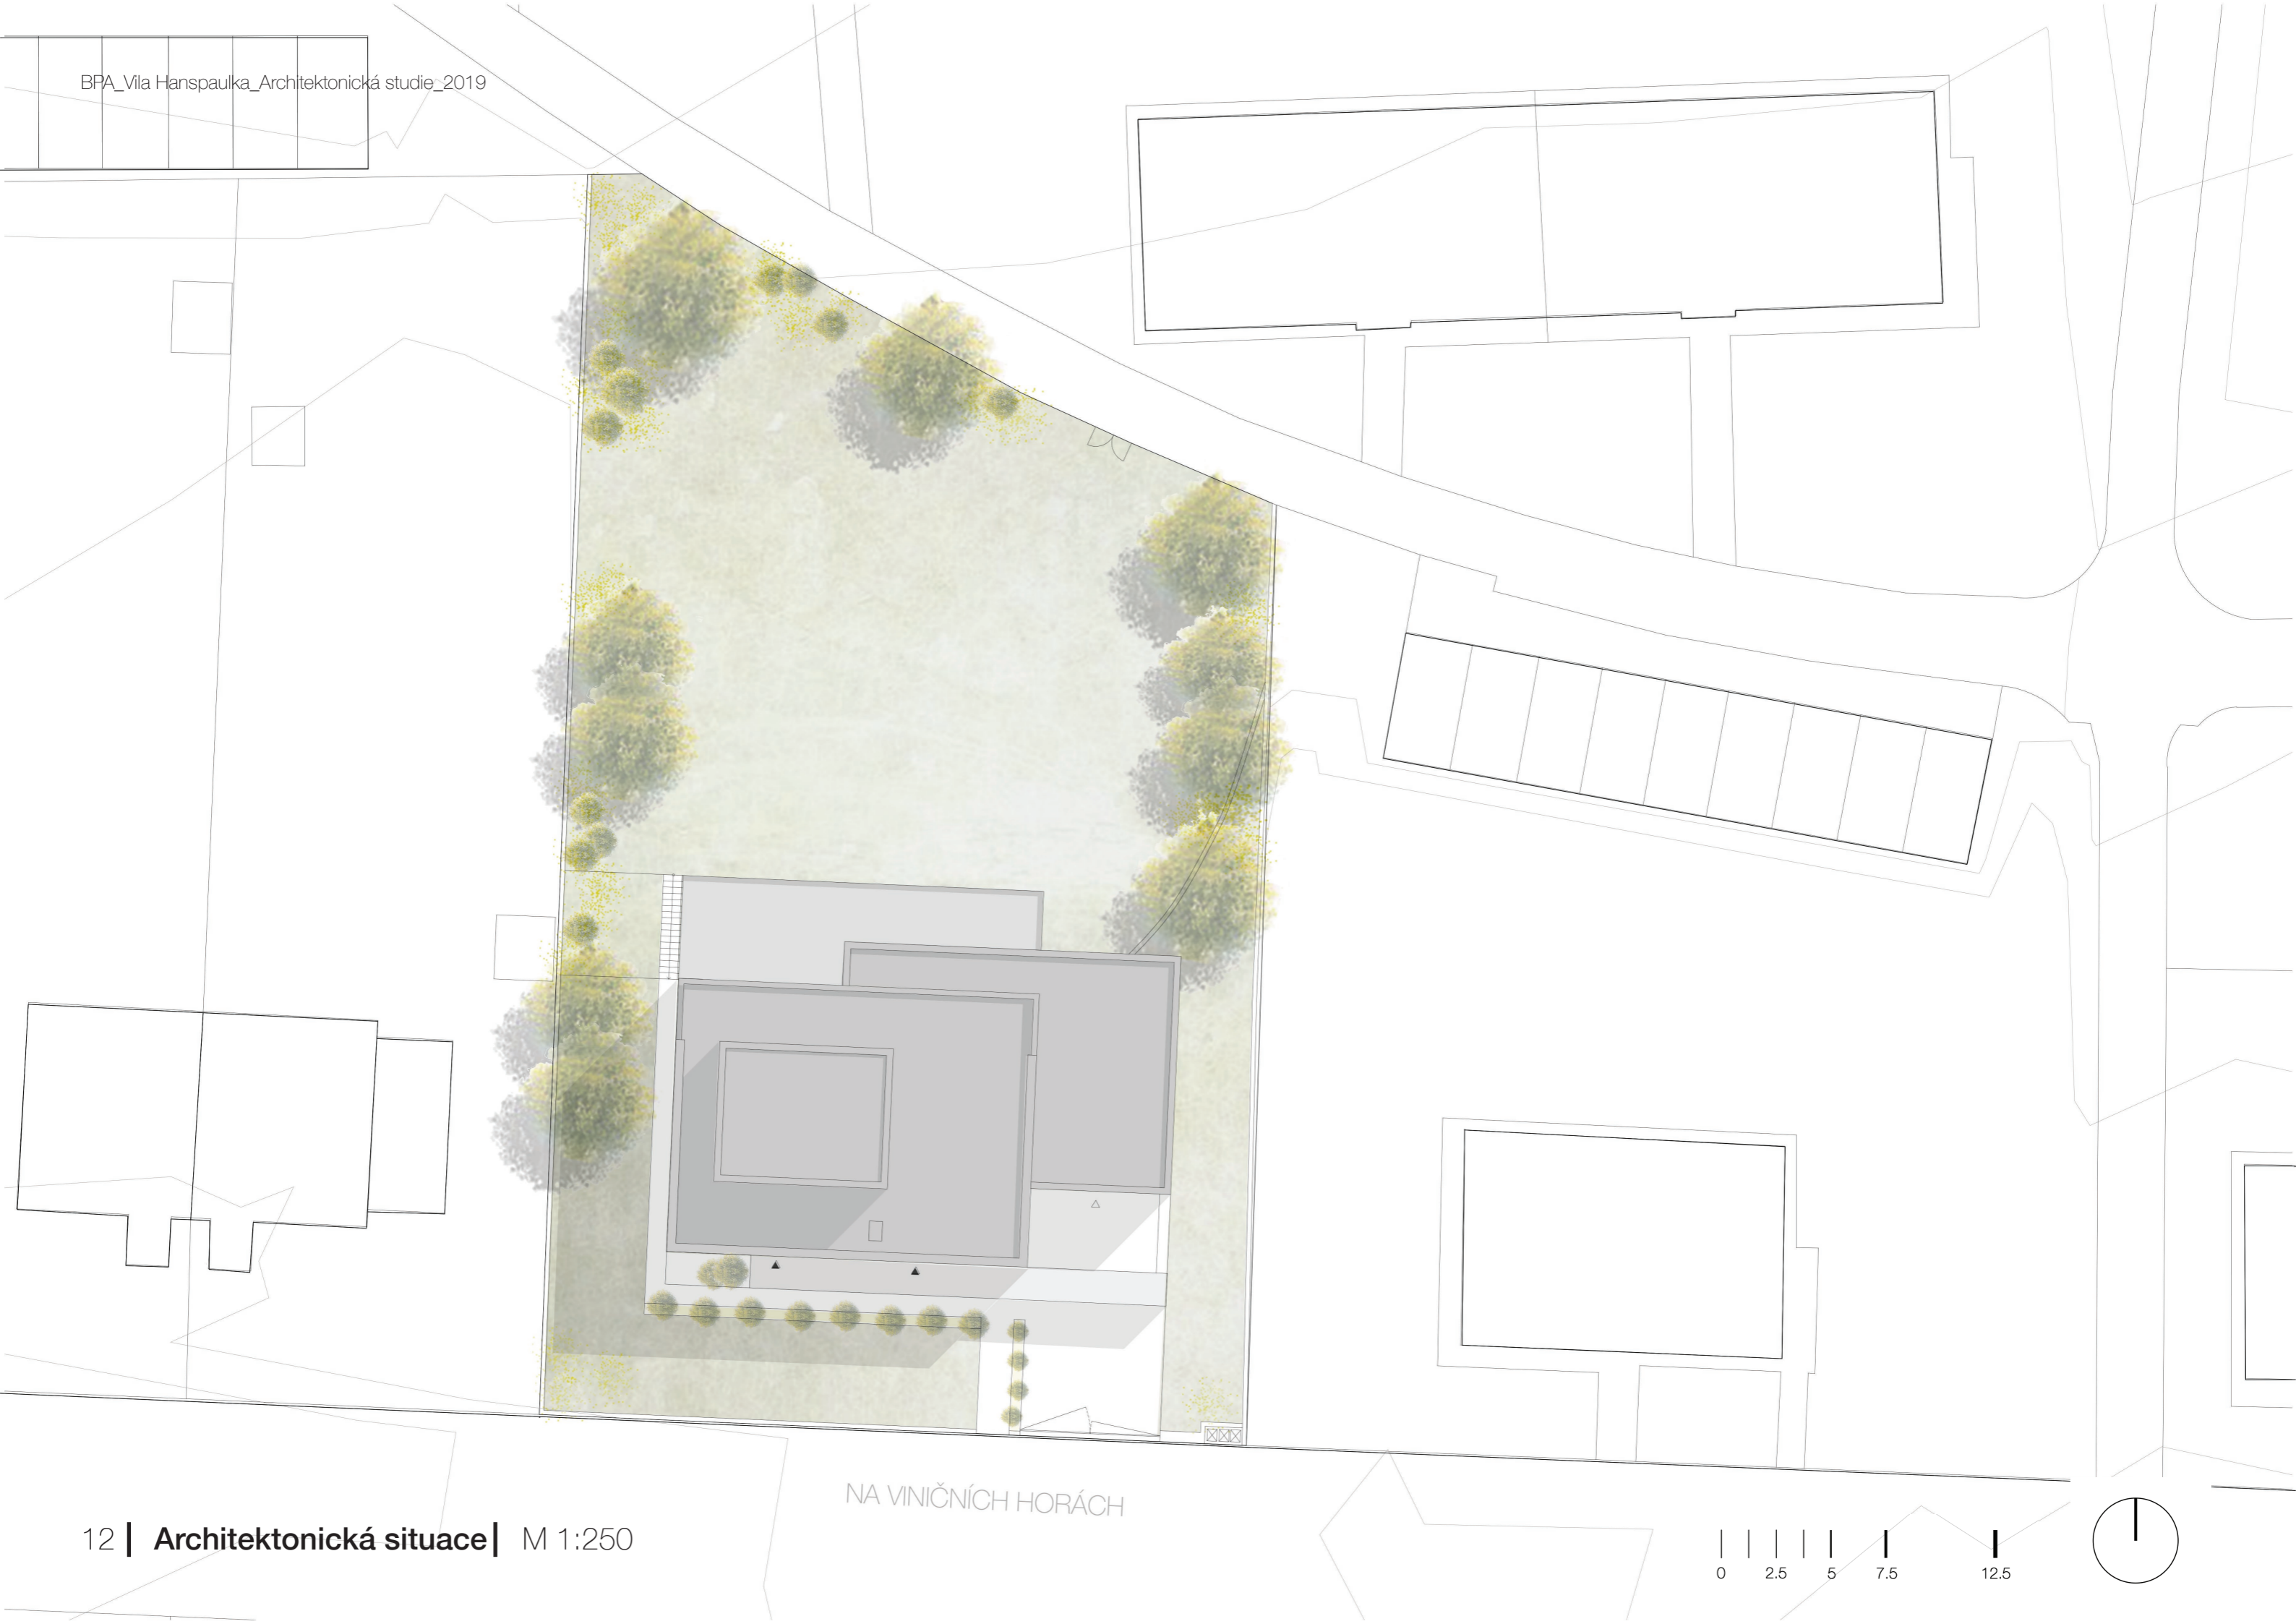 BPA_Vila Hanspaulka_Architektonická studie_2019
NA VINIČNÍCH HORÁCH
12 | Architektonická situace | M 1:250
0 2.5 5 7.5 12.5